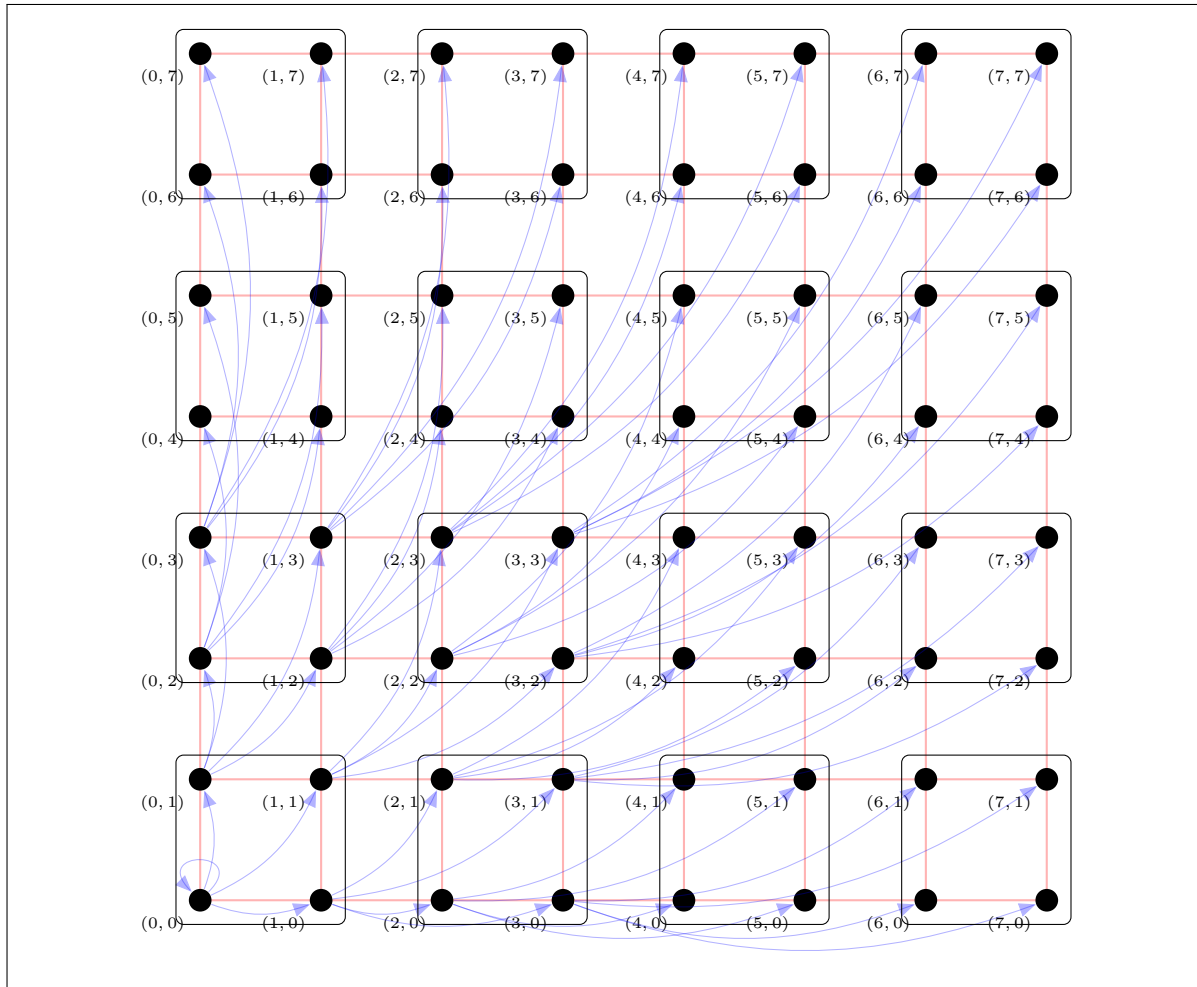 (0, 7) (1, 7) (2, 7) (3, 7) (4, 7) (5, 7) (6, 7) (7, 7)
(0, 6) (1, 6) (2, 6) (3, 6) (4, 6) (5, 6) (6, 6) (7, 6)
(0, 5) (1, 5) (2, 5) (3, 5) (4, 5) (5, 5) (6, 5) (7, 5)
(0, 4) (1, 4) (2, 4) (3, 4) (4, 4) (5, 4) (6, 4) (7, 4)
(0, 3) (1, 3) (2, 3) (3, 3) (4, 3) (5, 3) (6, 3) (7, 3)
(0, 2) (1, 2) (2, 2) (3, 2) (4, 2) (5, 2) (6, 2) (7, 2)
(0, 1) (1, 1) (2, 1) (3, 1) (4, 1) (5, 1) (6, 1) (7, 1)
(0, 0) (1, 0) (2, 0) (3, 0) (4, 0) (5, 0) (6, 0) (7, 0)